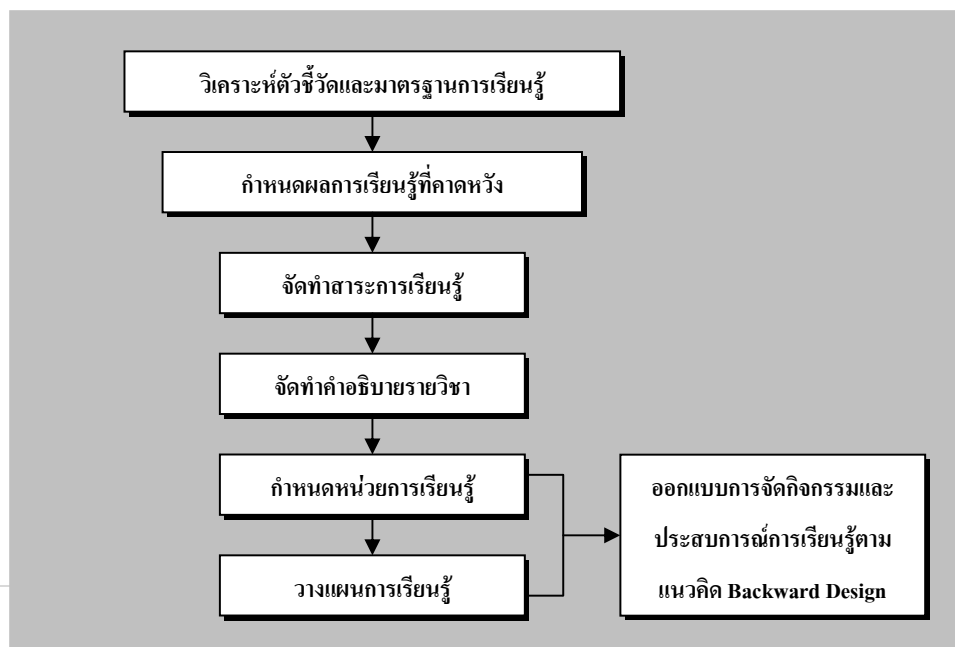 วิเคราะห์ตัวชี้วัดและมาตรฐานการเรียนรู้
กำหนดผลการเรียนรู้ที่คาดหวัง
จัดทำสาระการเรียนรู้
จัดทำคำอธิบายรายวิชา
กำหนดหน่วยการเรียนรู้
วางแผนการเรียนรู้
ออกแบบการจัดกิจกรรมและ
ประสบการณ์การเรียนรู้ตาม
แนวคิด Backward Design